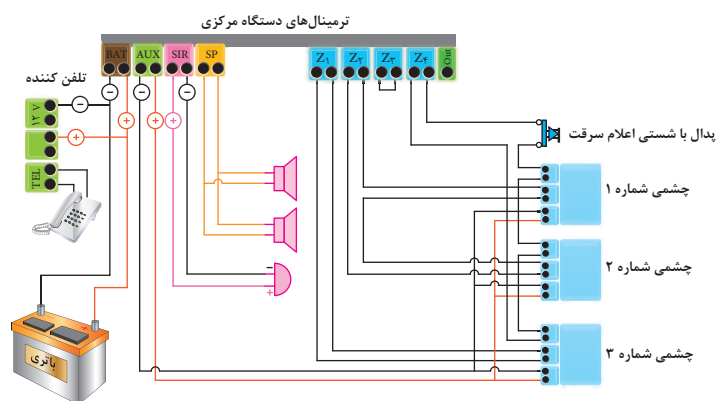 ترمینال‌های دستگاه مرکزی
BAT AUX SIR SP Z۱ Z۲ Z۳ Z۴ Out
تلفن کننده
۱۲ V
TEL
پدال با شستی اعلام سرقت
چشمی شماره ۱
چشمی شماره ۲
چشمی شماره ۳
باتری